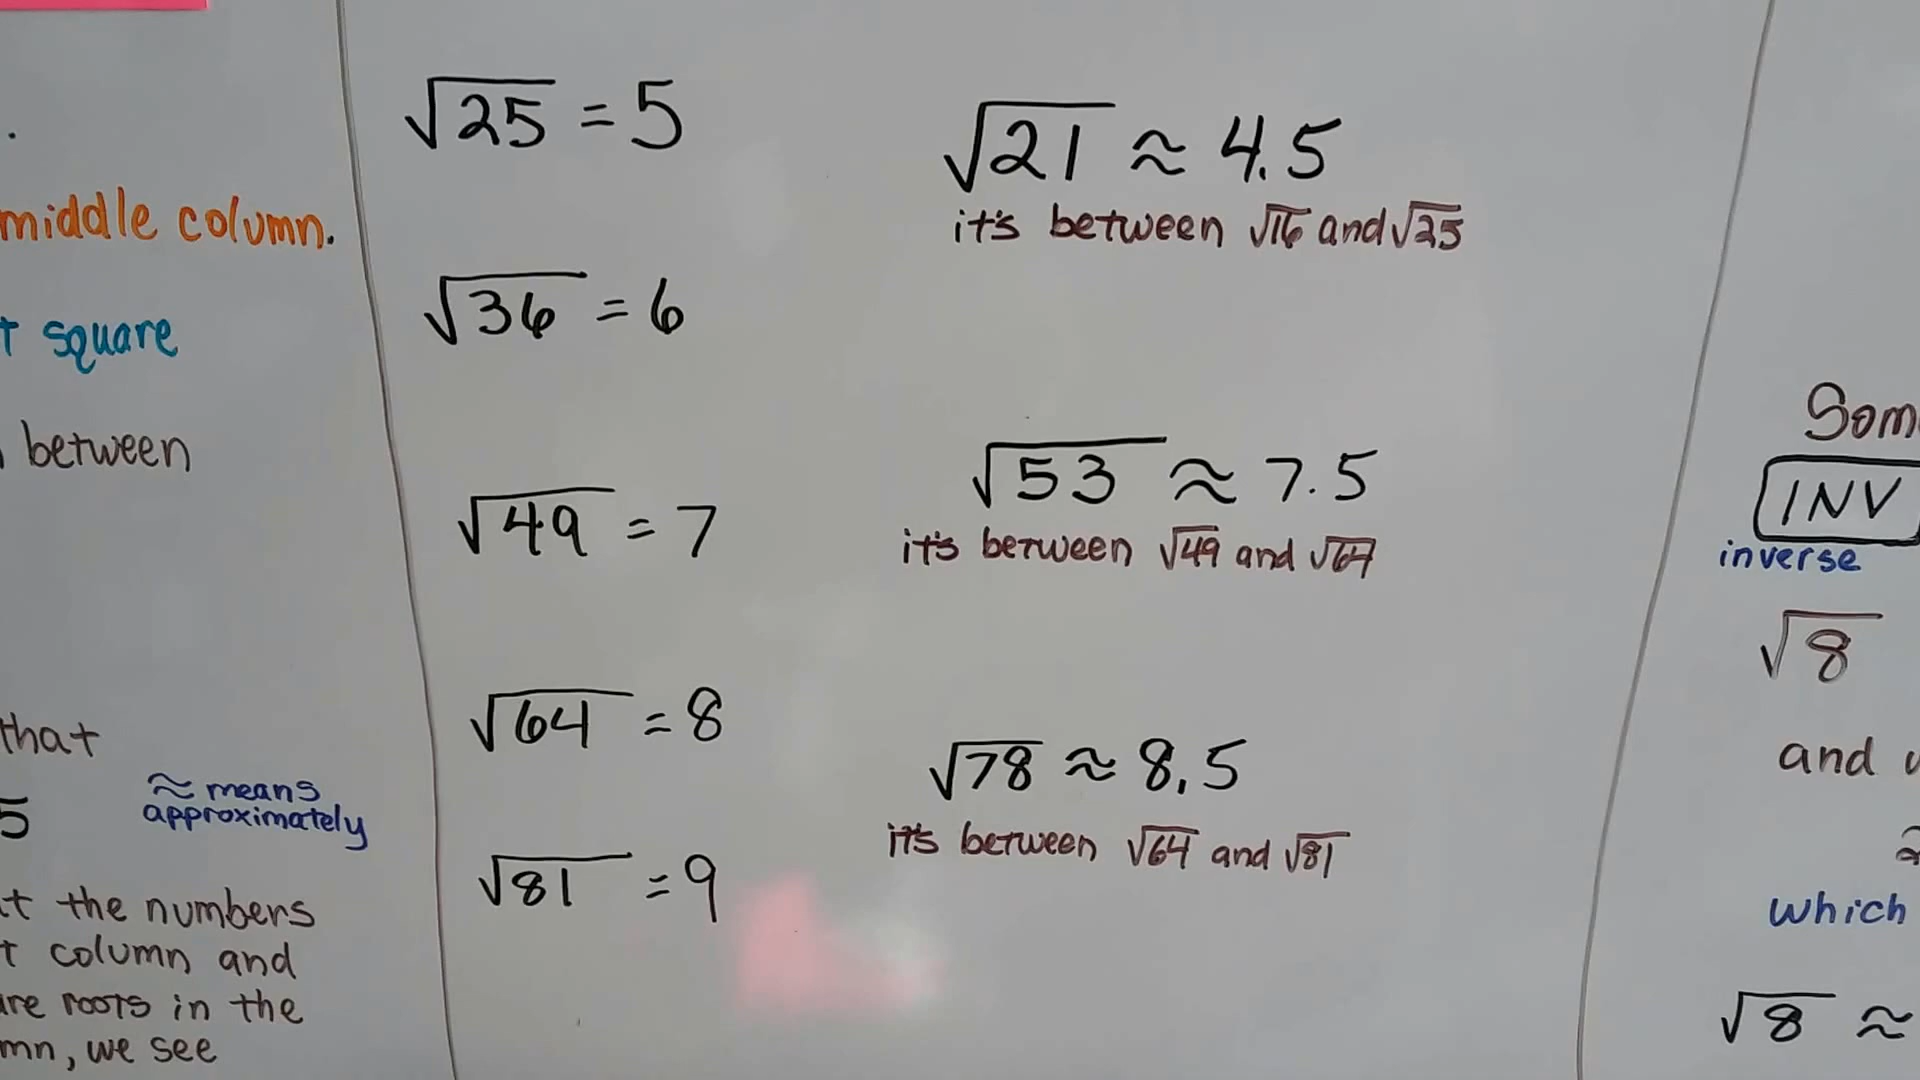 middle column.
square
between
that
5
≈ means
approximately
the numbers
column and
roots in the
we see
√25 = 5
√36 = 6
√49 = 7
√64 = 8
√81 = 9
√21 ≈ 4.5
it's between √16 and √25
√53 ≈ 7.5
it's between √49 and √64
√78 ≈ 8.5
it's between √64 and √81
INV
inverse
√8
and
which
√8 ≈